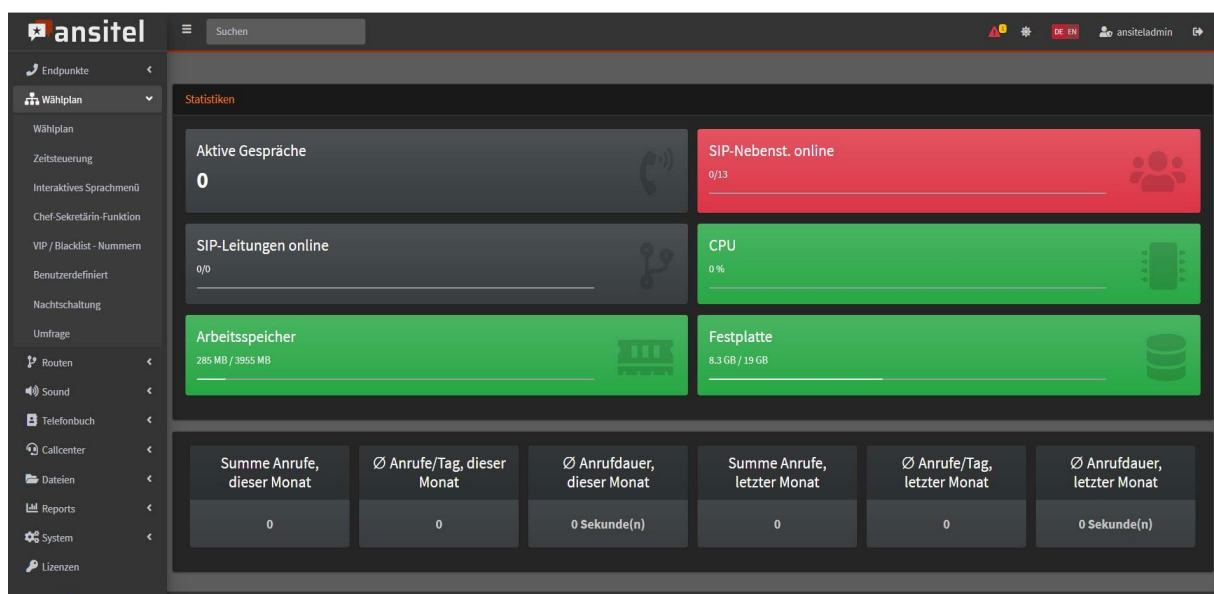 ansitel
Suchen
DE EN
ansiteladmin
Endpunkte
Wählplan
Wählplan
Zeitsteuerung
Interaktives Sprachmenü
Chef-Sekretärin-Funktion
VIP / Blacklist - Nummern
Benutzerdefiniert
Nachtschaltung
Umfrage
Routen
Sound
Telefonbuch
Callcenter
Dateien
Reports
System
Lizenzen
Statistiken
Aktive Gespräche
0
SIP-Nebenst. online
0/13
SIP-Leitungen online
0/0
CPU
0 %
Arbeitsspeicher
285 MB / 3955 MB
Festplatte
8.3 GB / 19 GB
Summe Anrufe,
dieser Monat
0
Ø Anrufe/Tag, dieser
Monat
0
Ø Anrufdauer,
dieser Monat
0 Sekunde(n)
Summe Anrufe,
letzter Monat
0
Ø Anrufe/Tag,
letzter Monat
0
Ø Anrufdauer,
letzter Monat
0 Sekunde(n)